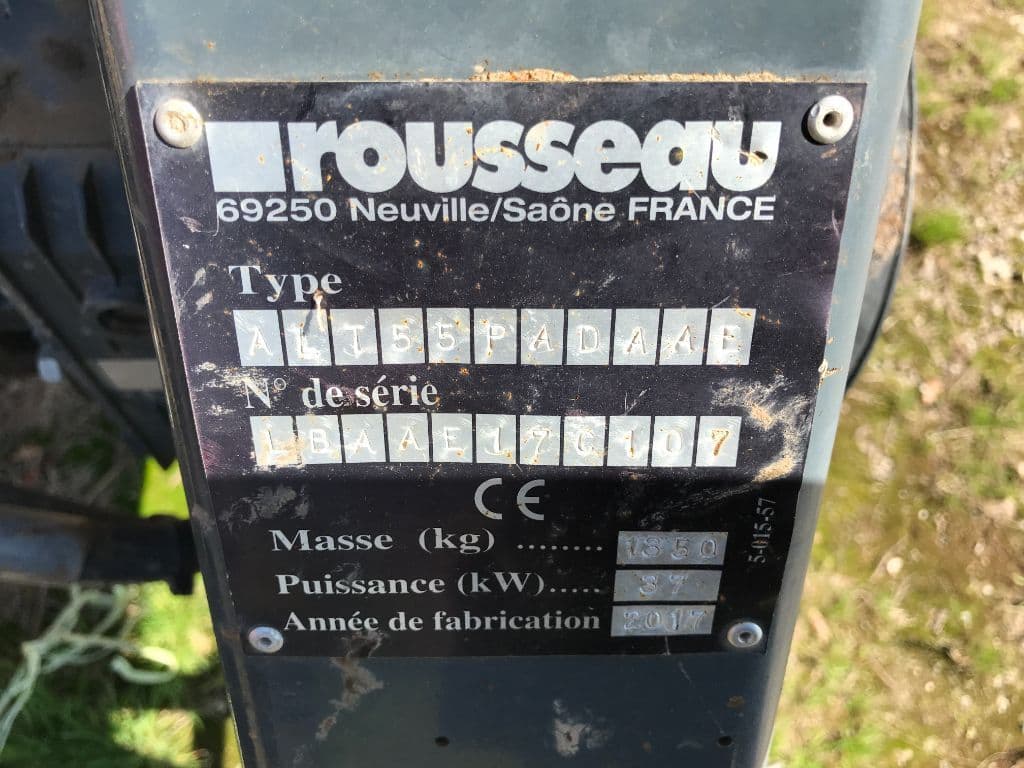 rousseau
69250 Neuville/Saône FRANCE
Type
ALT55PADAAE
N° de série
LBAAE17C107
CE
Masse (kg) ........ 1850
Puissance (kW)..... 37
Année de fabrication 2017
5-015-57